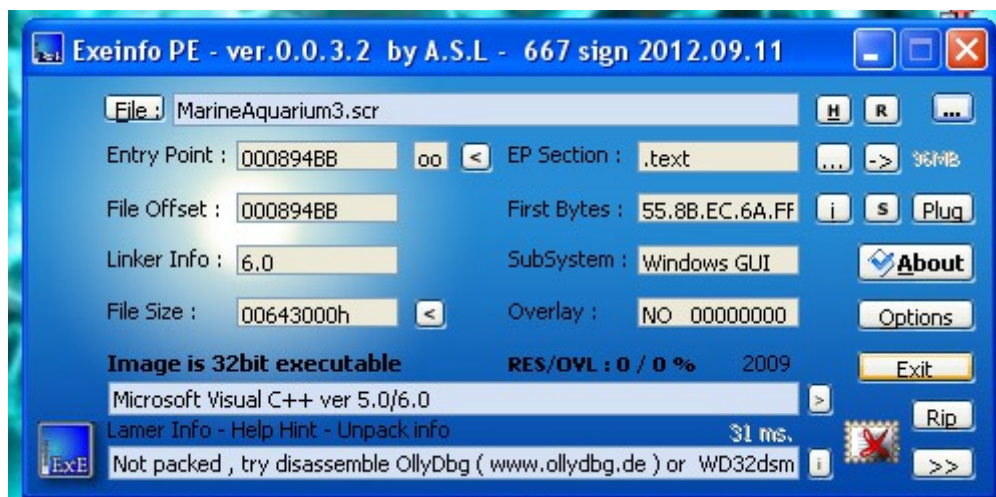 Exeinfo PE - ver.0.0.3.2 by A.S.L - 667 sign 2012.09.11
File : MarineAquarium3.scr H R ...
Entry Point : 000894BB oo < EP Section : .text ... -> 96MB
File Offset : 000894BB First Bytes : 55.8B.EC.6A.FF i S Plug
Linker Info : 6.0 SubSystem : Windows GUI About
File Size : 00643000h < Overlay : NO 00000000 Options
Image is 32bit executable RES/OVL : 0 / 0 % 2009 Exit
Microsoft Visual C++ ver 5.0/6.0 >
Lamer Info - Help Hint - Unpack info 31 ms. Rip
ExE Not packed , try disassemble OllyDbg ( www.ollydbg.de ) or WD32dsm i >>